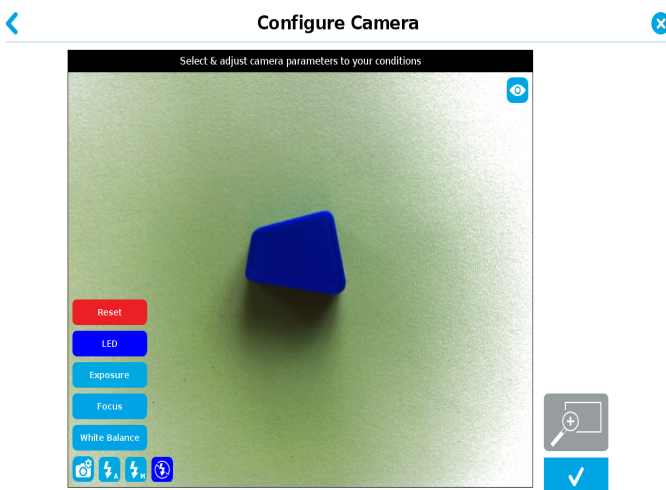 Configure Camera
Select & adjust camera parameters to your conditions
Reset
LED
Exposure
Focus
White Balance
A
M